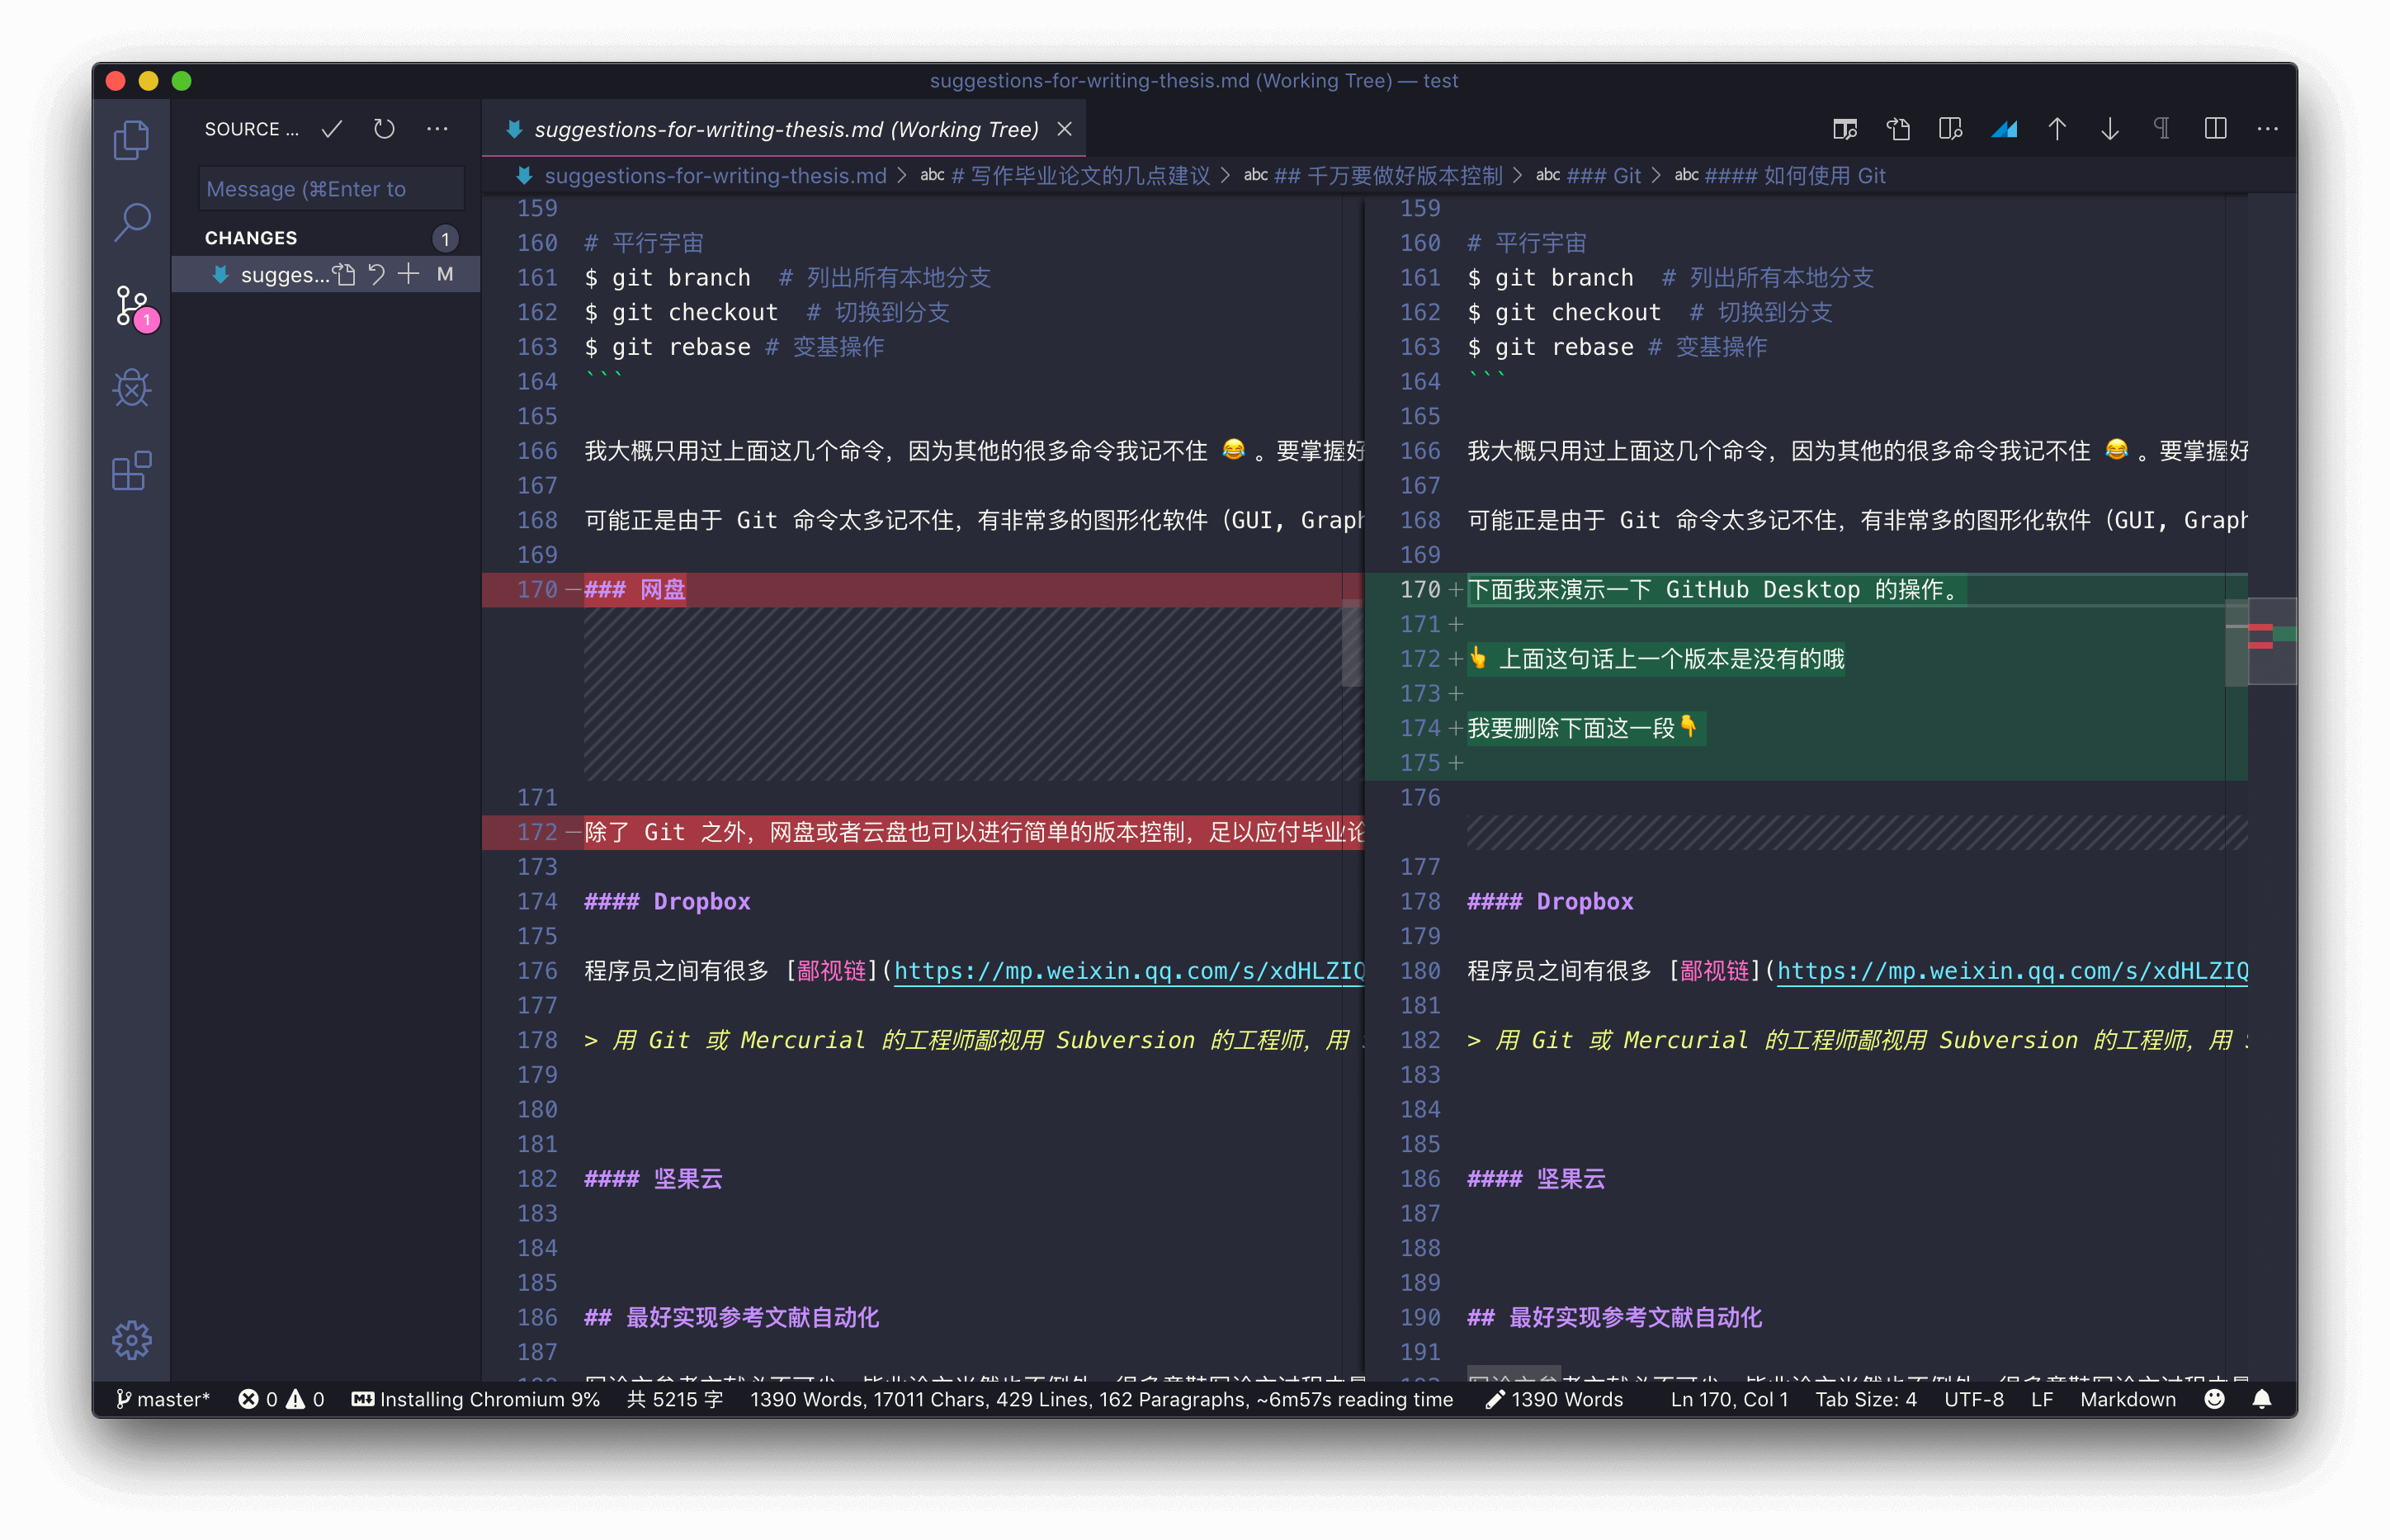 suggestions-for-writing-thesis.md (Working Tree) — test
SOURCE ...
Message (⌘Enter to
CHANGES 1
sugges... M
1
suggestions-for-writing-thesis.md (Working Tree)
suggestions-for-writing-thesis.md > abc # 写作毕业论文的几点建议 > abc ## 千万要做好版本控制 > abc ### Git > abc #### 如何使用 Git
159
160 # 平行宇宙
161 $ git branch  # 列出所有本地分支
162 $ git checkout  # 切换到分支
163 $ git rebase # 变基操作
164 ```
165
166 我大概只用过上面这几个命令，因为其他的很多命令我记不住 😂 。要掌握好
167
168 可能正是由于 Git 命令太多记不住，有非常多的图形化软件（GUI, Graph
169
170 — ### 网盘
171
172 — 除了 Git 之外，网盘或者云盘也可以进行简单的版本控制，足以应付毕业论
173
174 #### Dropbox
175
176 程序员之间有很多 [鄙视链](https://mp.weixin.qq.com/s/xdHLZIQ
177
178 > 用 Git 或 Mercurial 的工程师鄙视用 Subversion 的工程师，用
179
180
181
182 #### 坚果云
183
184
185
186 ## 最好实现参考文献自动化
187
159
160 # 平行宇宙
161 $ git branch  # 列出所有本地分支
162 $ git checkout  # 切换到分支
163 $ git rebase # 变基操作
164 ```
165
166 我大概只用过上面这几个命令，因为其他的很多命令我记不住 😂 。要掌握好
167
168 可能正是由于 Git 命令太多记不住，有非常多的图形化软件（GUI, Graph
169
170 + 下面我来演示一下 GitHub Desktop 的操作。
171 +
172 + 👆 上面这句话上一个版本是没有的哦
173 +
174 + 我要删除下面这一段👇
175 +
176
177
178 #### Dropbox
179
180 程序员之间有很多 [鄙视链](https://mp.weixin.qq.com/s/xdHLZIQ
181
182 > 用 Git 或 Mercurial 的工程师鄙视用 Subversion 的工程师，用
183
184
185
186 #### 坚果云
187
188
189
190 ## 最好实现参考文献自动化
191
master* 0 0 Installing Chromium 9% 共 5215 字 1390 Words, 17011 Chars, 429 Lines, 162 Paragraphs, ~6m57s reading time 1390 Words Ln 170, Col 1 Tab Size: 4 UTF-8 LF Markdown